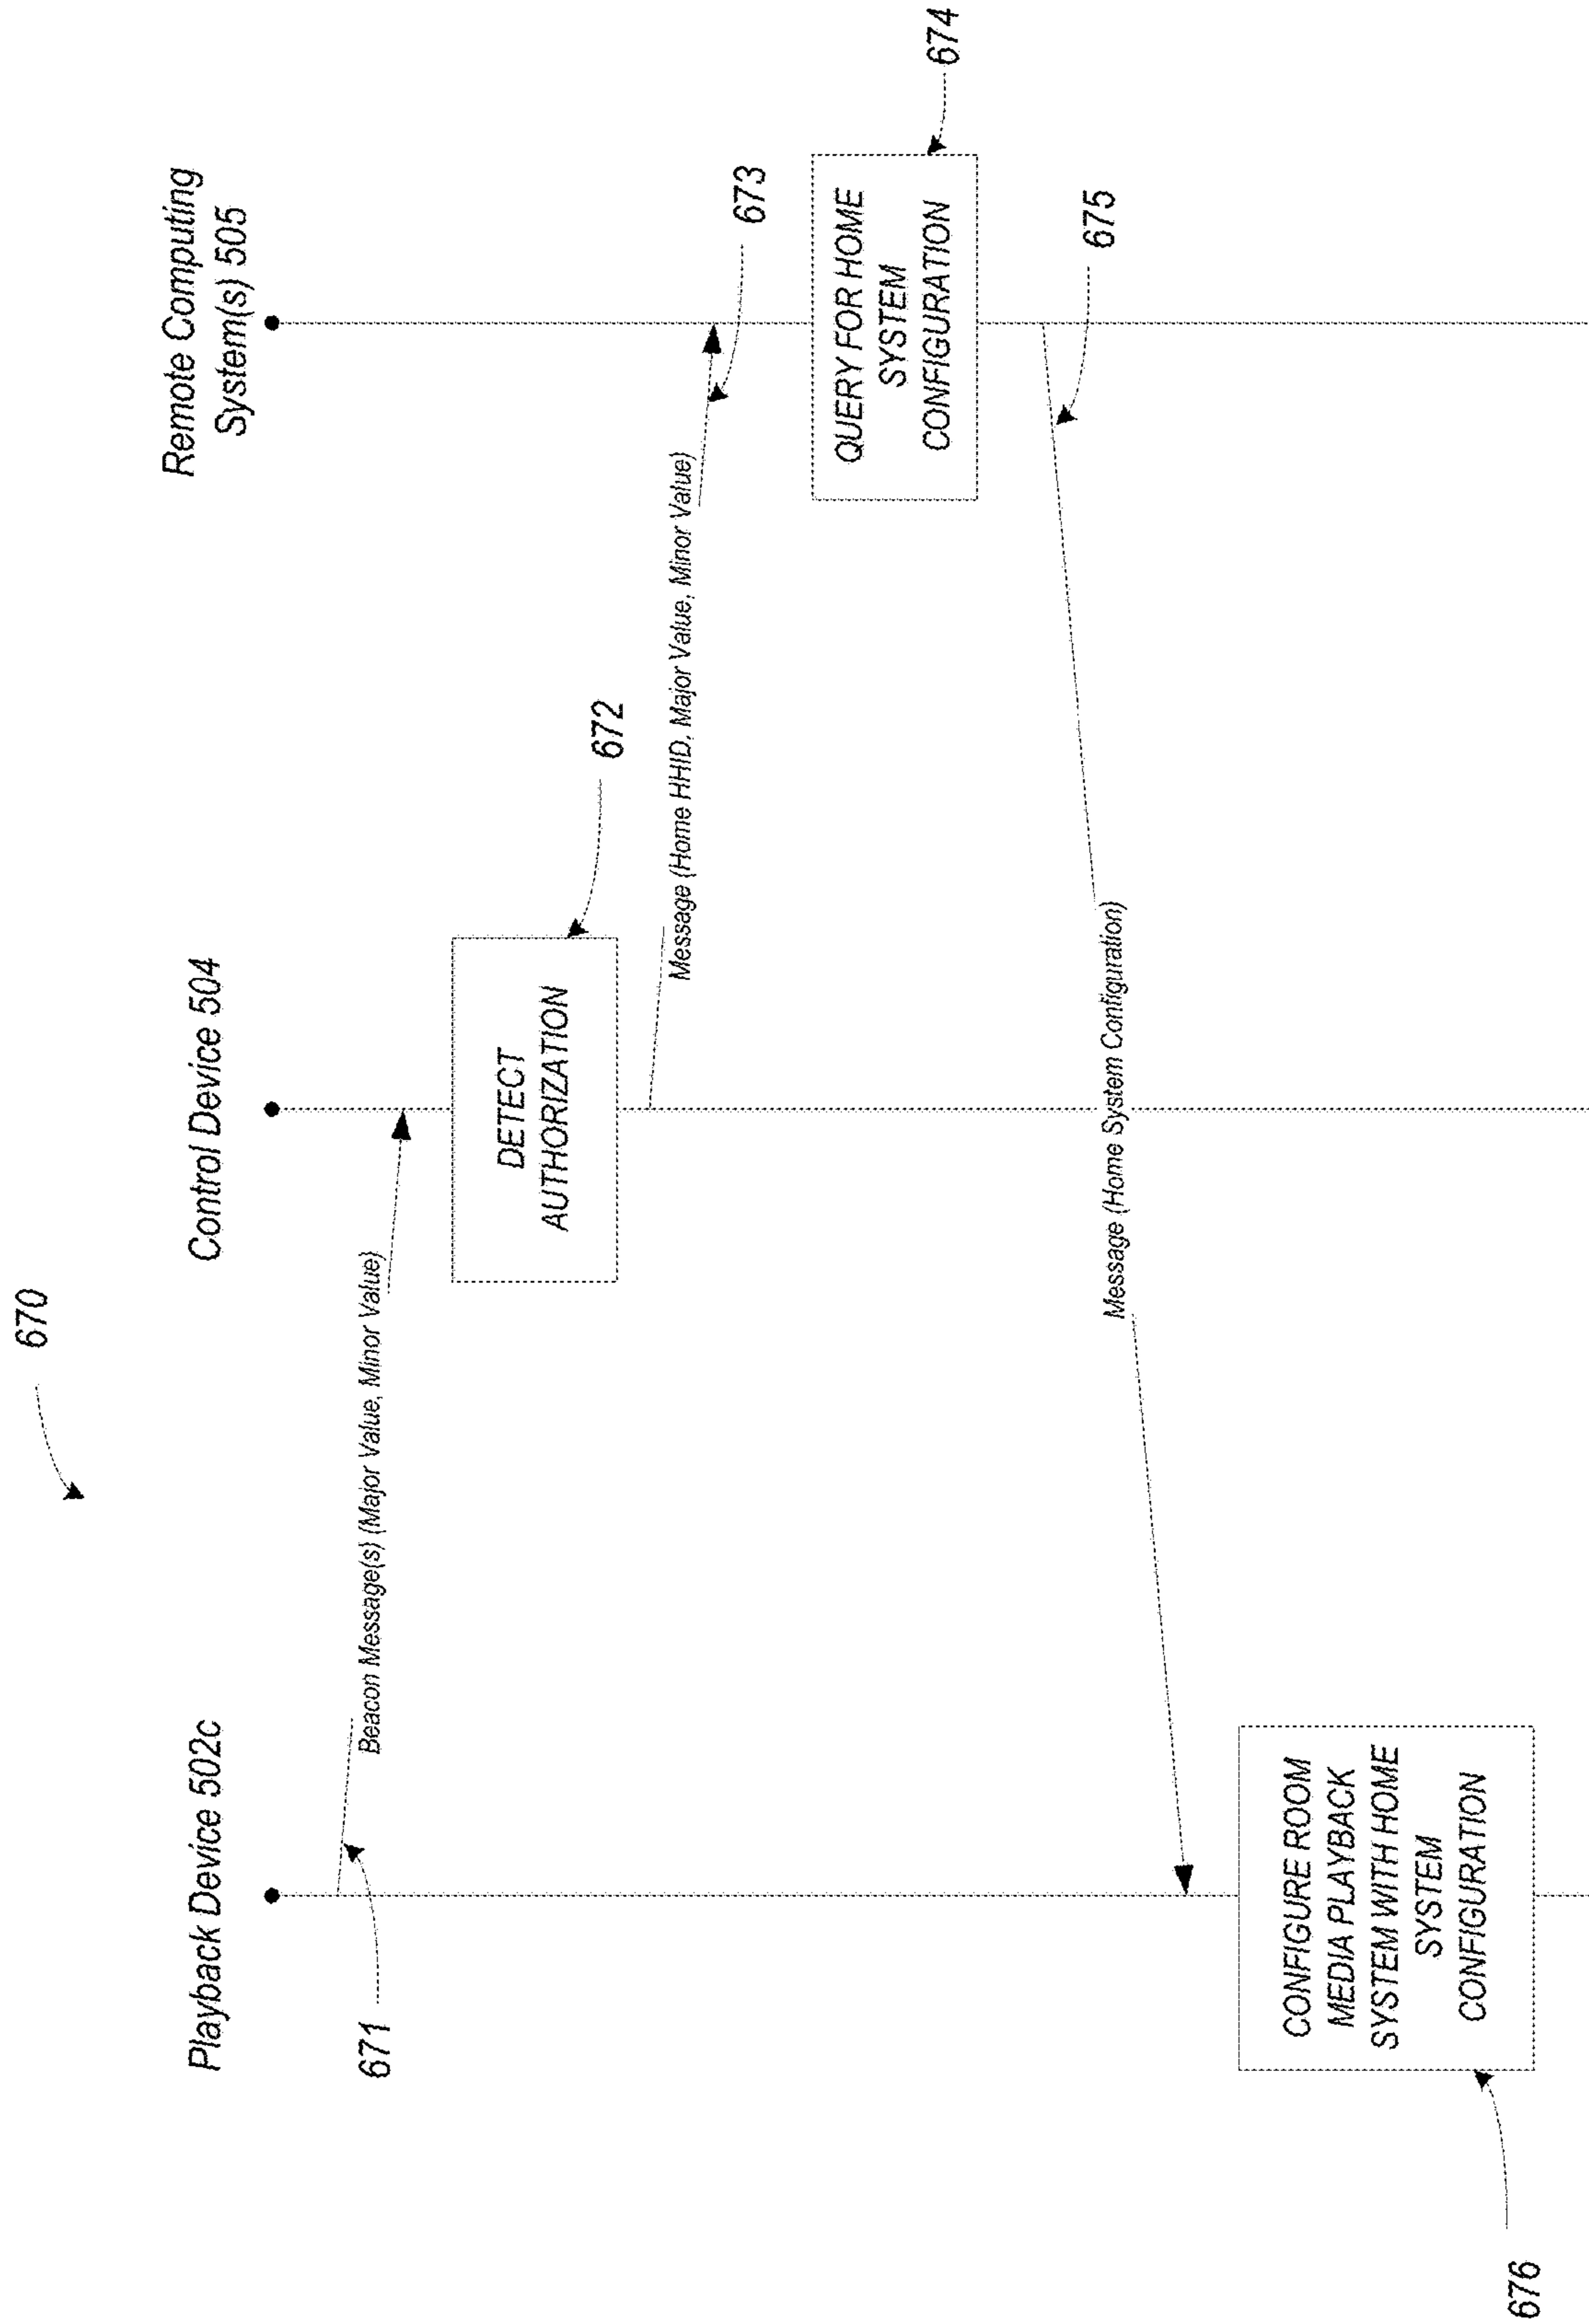 670
Playback Device 502c
Control Device 504
Remote Computing
System(s) 505
671
Beacon Message(s) (Major Value, Minor Value)
DETECT
AUTHORIZATION
672
Message (Home HHID, Major Value, Minor Value)
673
QUERY FOR HOME
SYSTEM
CONFIGURATION
674
675
Message (Home System Configuration)
CONFIGURE ROOM
MEDIA PLAYBACK
SYSTEM WITH HOME
SYSTEM
CONFIGURATION
676